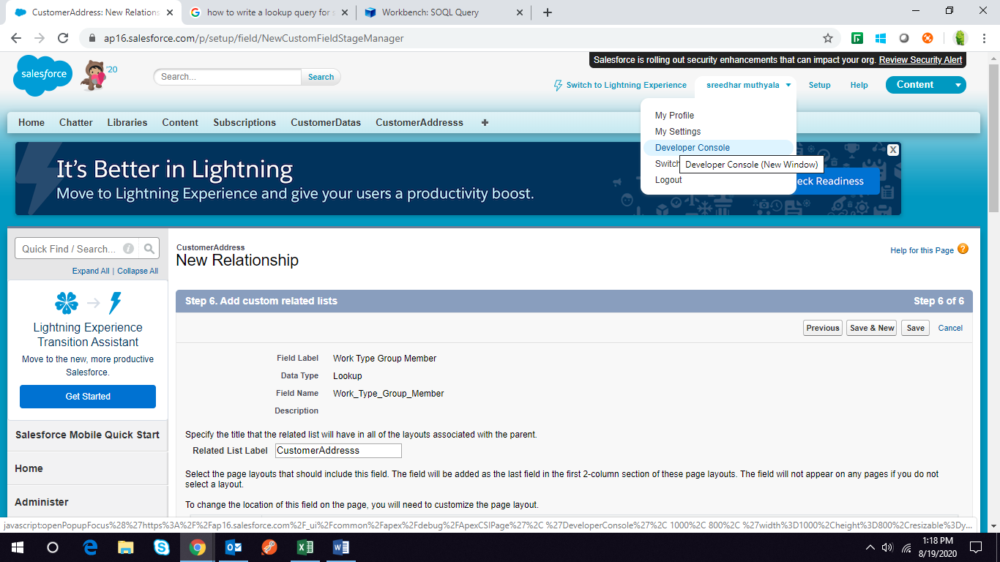 CustomerAddress: New Relations
how to write a lookup query for s
Workbench: SOQL Query
ap16.salesforce.com/p/setup/field/NewCustomFieldStageManager
Salesforce is rolling out security enhancements that can impact your org. Review Security Alert
salesforce
'20
Search...
Search
Switch to Lightning Experience
sreedhar muthyala
Setup
Help
Content
My Profile
My Settings
Developer Console
Switch
Developer Console (New Window)
Logout
Home
Chatter
Libraries
Content
Subscriptions
CustomerDatas
CustomerAddresss
It's Better in Lightning
Move to Lightning Experience and give your users a productivity boost.
eck Readiness
X
Quick Find / Search...
Expand All | Collapse All
Lightning Experience
Transition Assistant
Move to the new, more productive
Salesforce.
Get Started
Salesforce Mobile Quick Start
Home
Administer
CustomerAddress
New Relationship
Help for this Page
Step 6. Add custom related lists
Step 6 of 6
Previous
Save & New
Save
Cancel
Field Label Work Type Group Member
Data Type Lookup
Field Name Work_Type_Group_Member
Description
Specify the title that the related list will have in all of the layouts associated with the parent.
Related List Label CustomerAddresss
Select the page layouts that should include this field. The field will be added as the last field in the first 2-column section of these page layouts. The field will not appear on any pages if you do not
select a layout.
To change the location of this field on the page, you will need to customize the page layout.
javascript:openPopupFocus%28%27https%3A%2F%2Fap16.salesforce.com%2F_ui%2Fcommon%2Fapex%2Fdebug%2FApexCSIPage%27%2C %27DeveloperConsole%27%2C 1000%2C 800%2C %27width%3D1000%2Cheight%3D800%2Cresizable%3Dy...
1:18 PM
8/19/2020